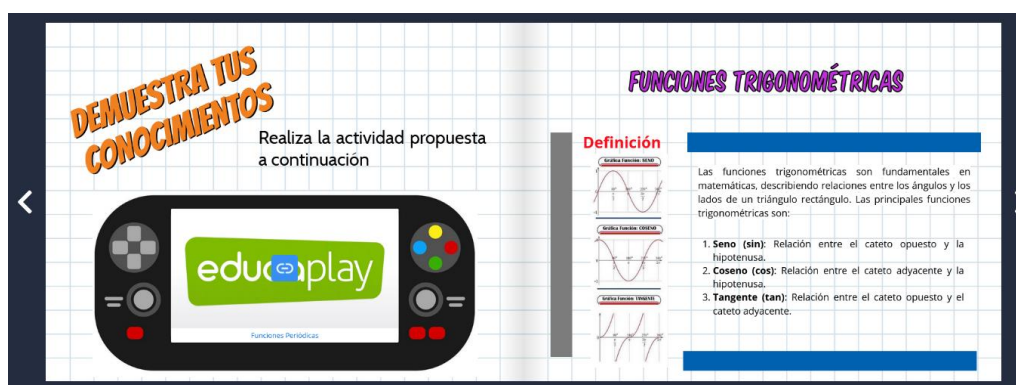 DEMUESTRA TUS
CONOCIMIENTOS
Realiza la actividad propuesta
a continuación
educaplay
Funciones Periódicas
FUNCIONES TRIGONOMÉTRICAS
Definición
Gráfica Función: SENO
Gráfica Función: COSENO
Gráfica Función: TANGENTE
Las funciones trigonométricas son fundamentales en
matemáticas, describiendo relaciones entre los ángulos y los
lados de un triángulo rectángulo. Las principales funciones
trigonométricas son:
1. Seno (sin): Relación entre el cateto opuesto y la
hipotenusa.
2. Coseno (cos): Relación entre el cateto adyacente y la
hipotenusa.
3. Tangente (tan): Relación entre el cateto opuesto y el
cateto adyacente.